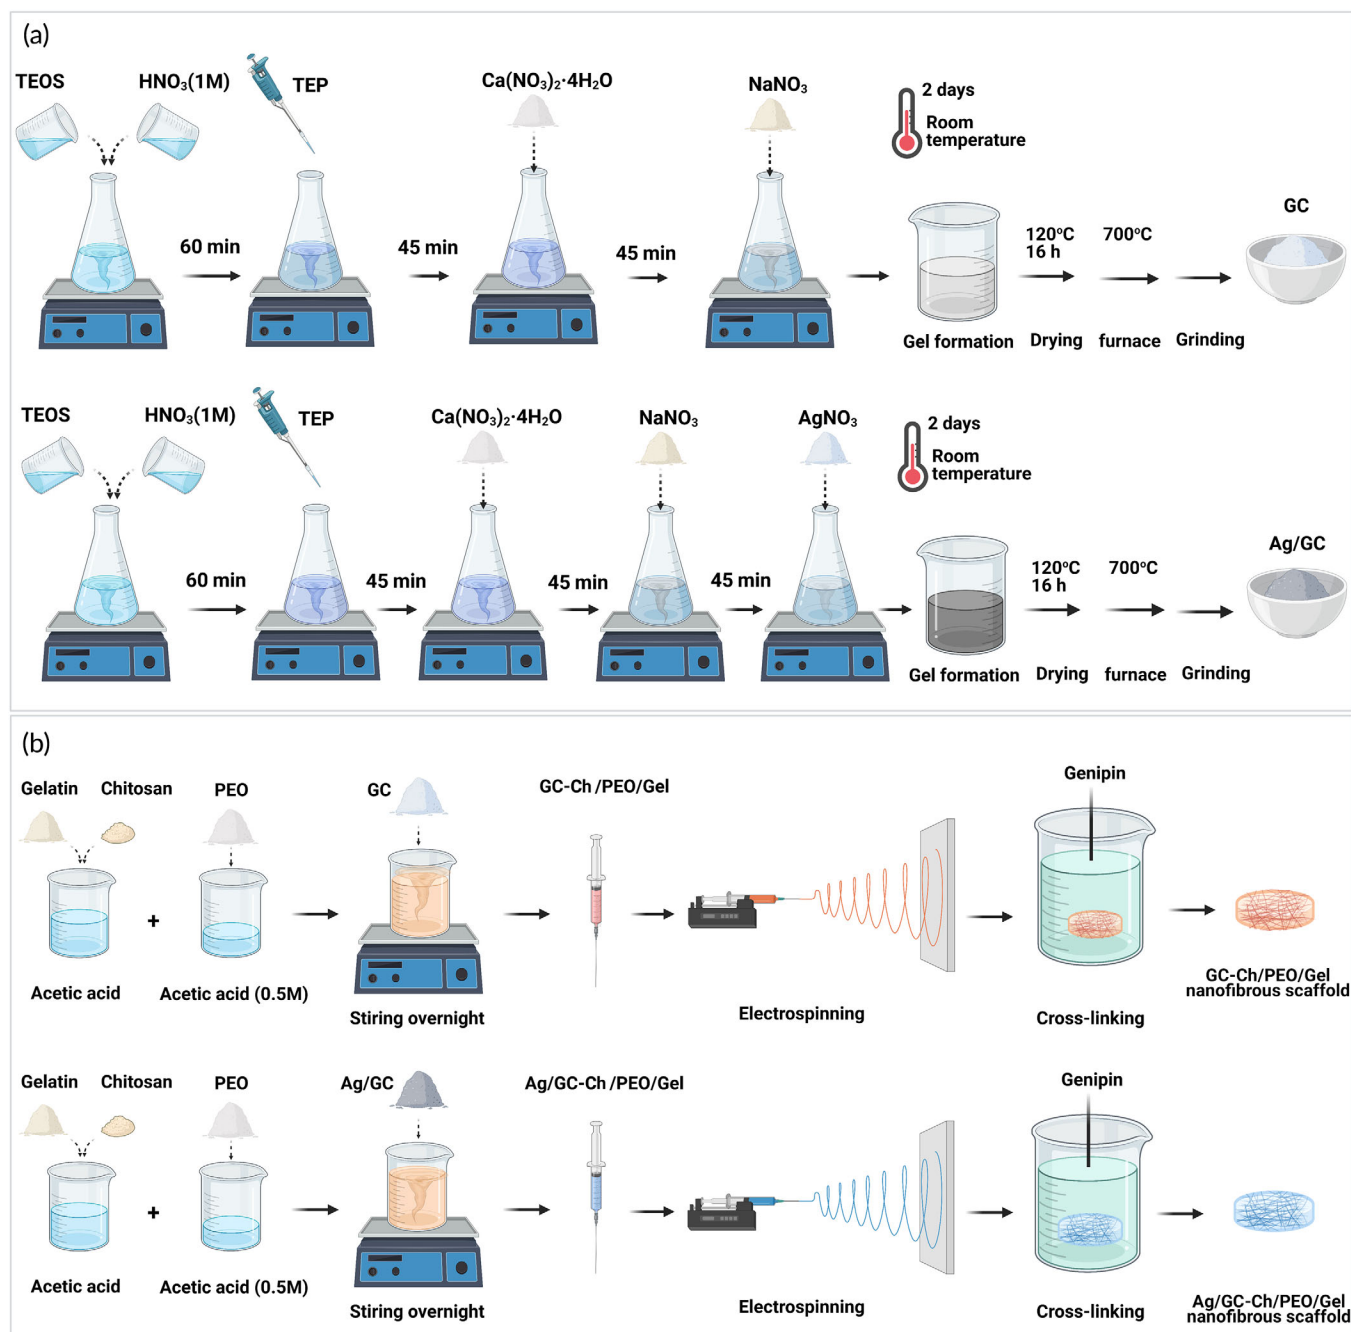 (a)
TEOS
HNO₃(1M)
TEP
Ca(NO₃)₂·4H₂O
NaNO₃
2 days
Room
temperature
60 min
45 min
45 min
120ºC
16 h
700ºC
GC
Gel formation
Drying
furnace
Grinding
TEOS
HNO₃(1M)
TEP
Ca(NO₃)₂·4H₂O
NaNO₃
AgNO₃
2 days
Room
temperature
60 min
45 min
45 min
45 min
120ºC
16 h
700ºC
Ag/GC
Gel formation
Drying
furnace
Grinding
(b)
Gelatin
Chitosan
PEO
GC
GC-Ch /PEO/Gel
Genipin
+
Acetic acid
Acetic acid (0.5M)
Stiring overnight
Electrospinning
Cross-linking
GC-Ch/PEO/Gel
nanofibrous scaffold
Gelatin
Chitosan
PEO
Ag/GC
Ag/GC-Ch /PEO/Gel
Genipin
+
Acetic acid
Acetic acid (0.5M)
Stiring overnight
Electrospinning
Cross-linking
Ag/GC-Ch/PEO/Gel
nanofibrous scaffold